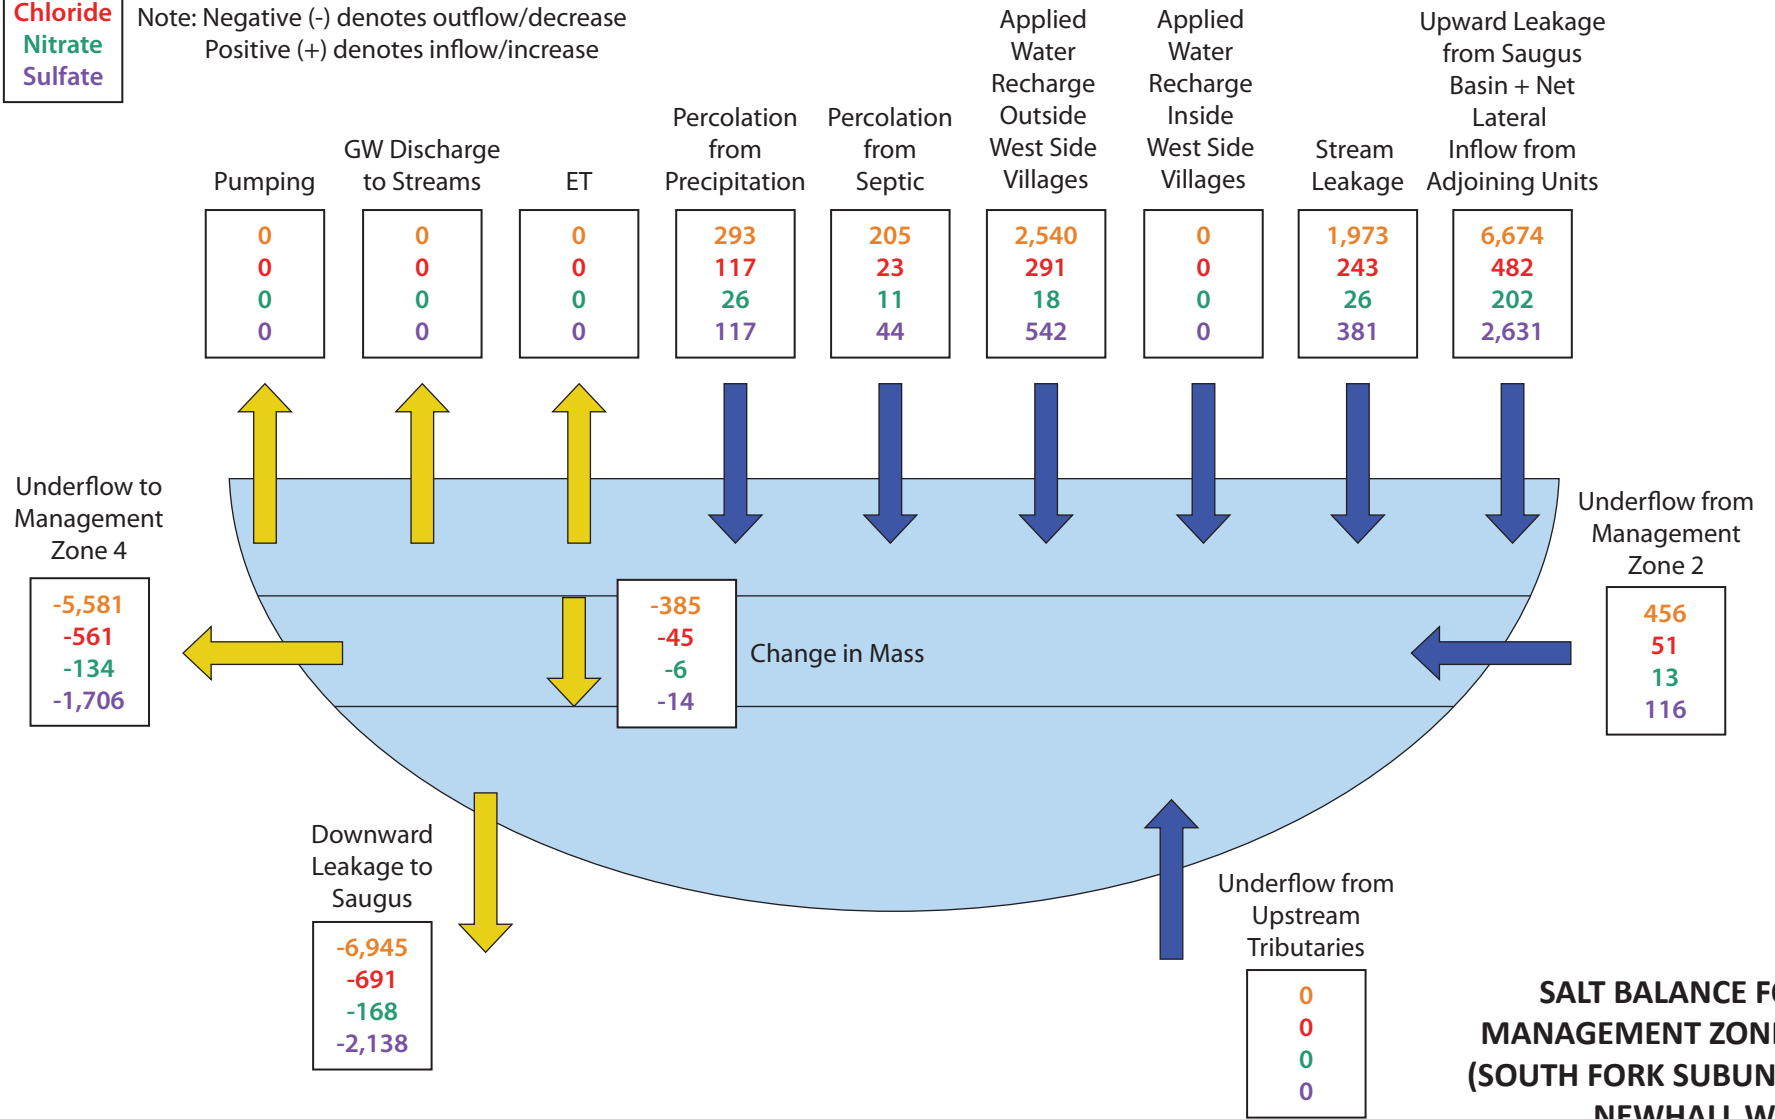 Chloride
Nitrate
Sulfate
Note: Negative (-) denotes outflow/decrease
Positive (+) denotes inflow/increase
Pumping
0
0
0
0
GW Discharge
to Streams
0
0
0
0
ET
0
0
0
0
Percolation
from
Precipitation
293
117
26
117
Percolation
from
Septic
205
23
11
44
Applied
Water
Recharge
Outside
West Side
Villages
2,540
291
18
542
Applied
Water
Recharge
Inside
West Side
Villages
0
0
0
0
Stream
Leakage
1,973
243
26
381
Upward Leakage
from Saugus
Basin + Net
Lateral
Inflow from
Adjoining Units
6,674
482
202
2,631
Underflow to
Management
Zone 4
-5,581
-561
-134
-1,706
-385
-45
-6
-14
Change in Mass
Underflow from
Management
Zone 2
456
51
13
116
Downward
Leakage to
Saugus
-6,945
-691
-168
-2,138
Underflow from
Upstream
Tributaries
0
0
0
0
SALT BALANCE
MANAGEMENT
(SOUTH FORK
NEWHALL